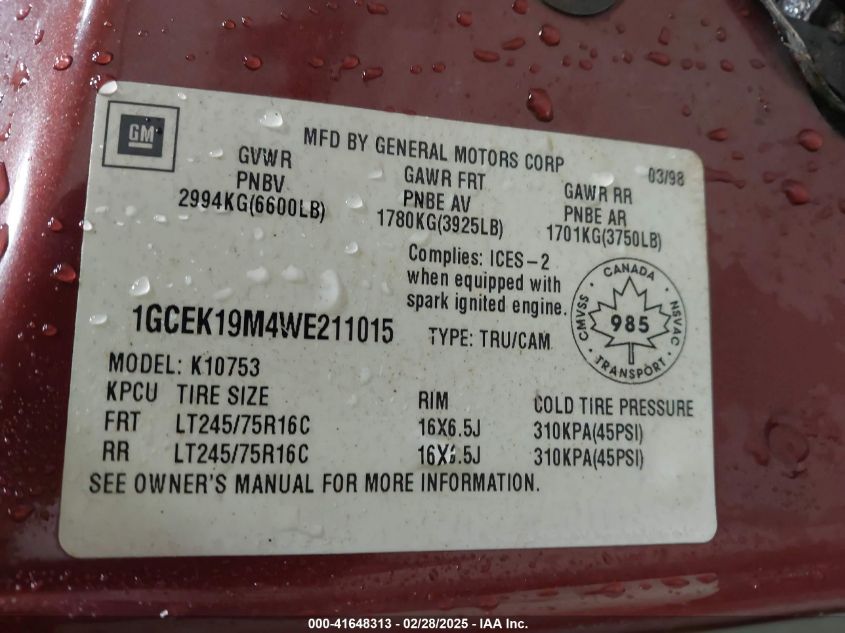 GM
MFD BY GENERAL MOTORS CORP
03/98
GVWR
PNBV
2994KG(6600LB)
GAWR FRT
PNBE AV
1780KG(3925LB)
GAWR RR
PNBE AR
1701KG(3750LB)
Complies: ICES-2
when equipped with
spark ignited engine.
1GCEK19M4WE211015
TYPE: TRU/CAM
CANADA
CMVSS
985
NSVAC
TRANSPORT
MODEL: K10753
KPCU TIRE SIZE RIM COLD TIRE PRESSURE
FRT LT245/75R16C 16X6.5J 310KPA(45PSI)
RR LT245/75R16C 16X6.5J 310KPA(45PSI)
SEE OWNER'S MANUAL FOR MORE INFORMATION.
000-41648313 - 02/28/2025 - IAA Inc.